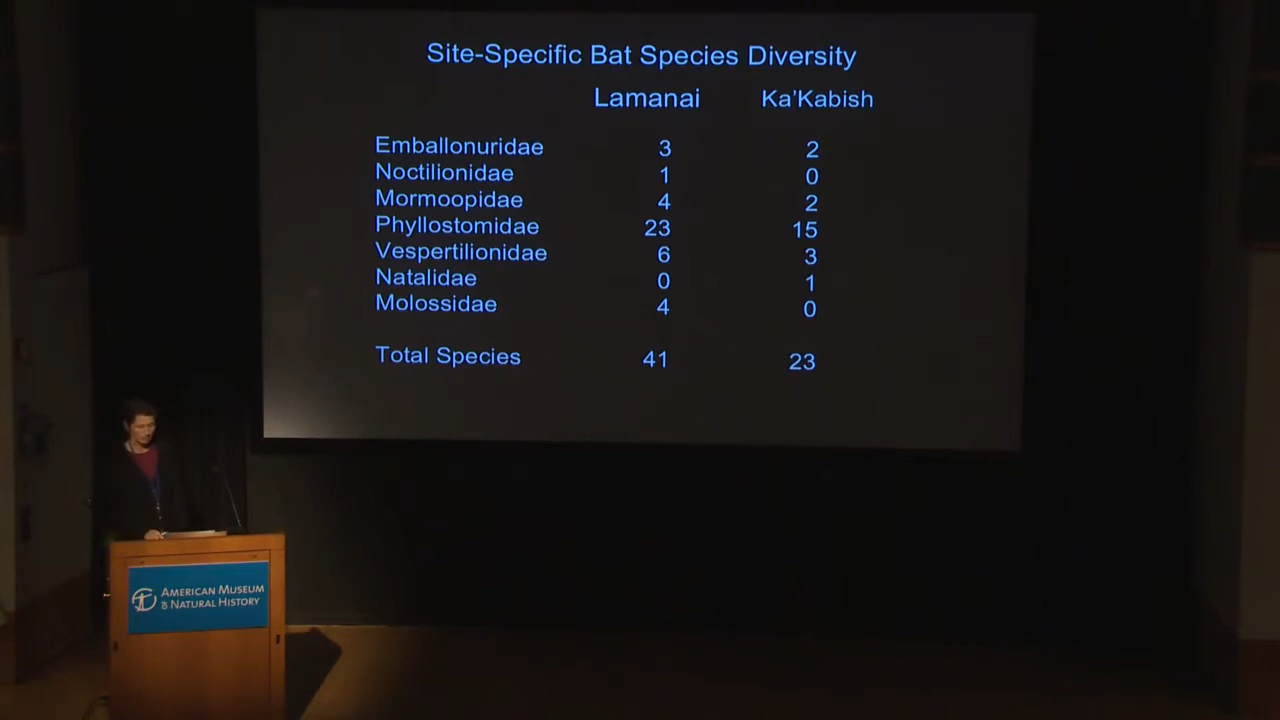 Site-Specific Bat Species Diversity
Lamanai Ka'Kabish
Emballonuridae 3 2
Noctilionidae 1 0
Mormoopidae 4 2
Phyllostomidae 23 15
Vespertilionidae 6 3
Natalidae 0 1
Molossidae 4 0
Total Species 41 23
AMERICAN MUSEUM
OF NATURAL HISTORY